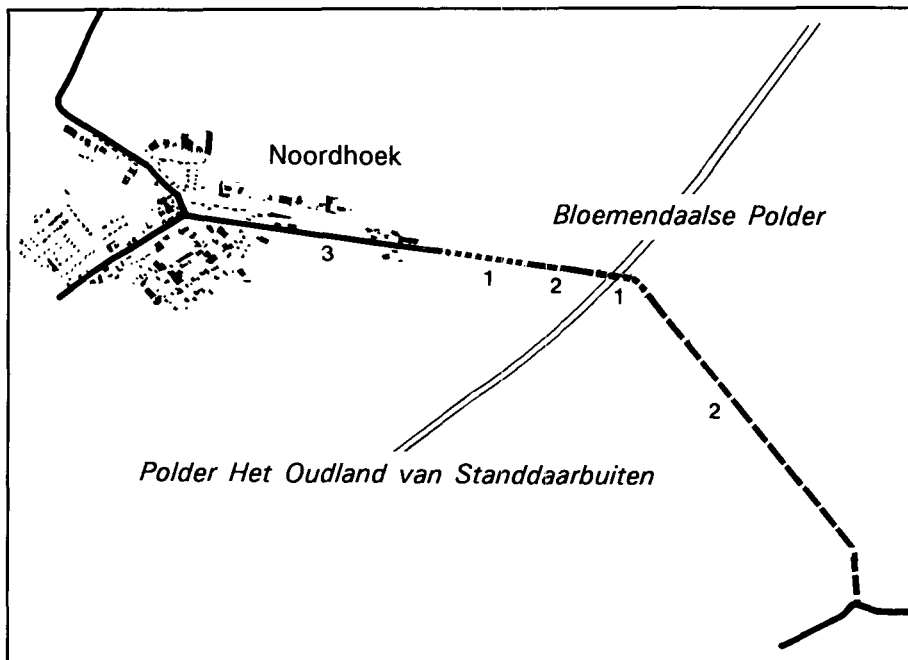 Noordhoek
Bloemendaalse Polder
3
1
2
1
2
Polder Het Oudland van Standdaarbuiten